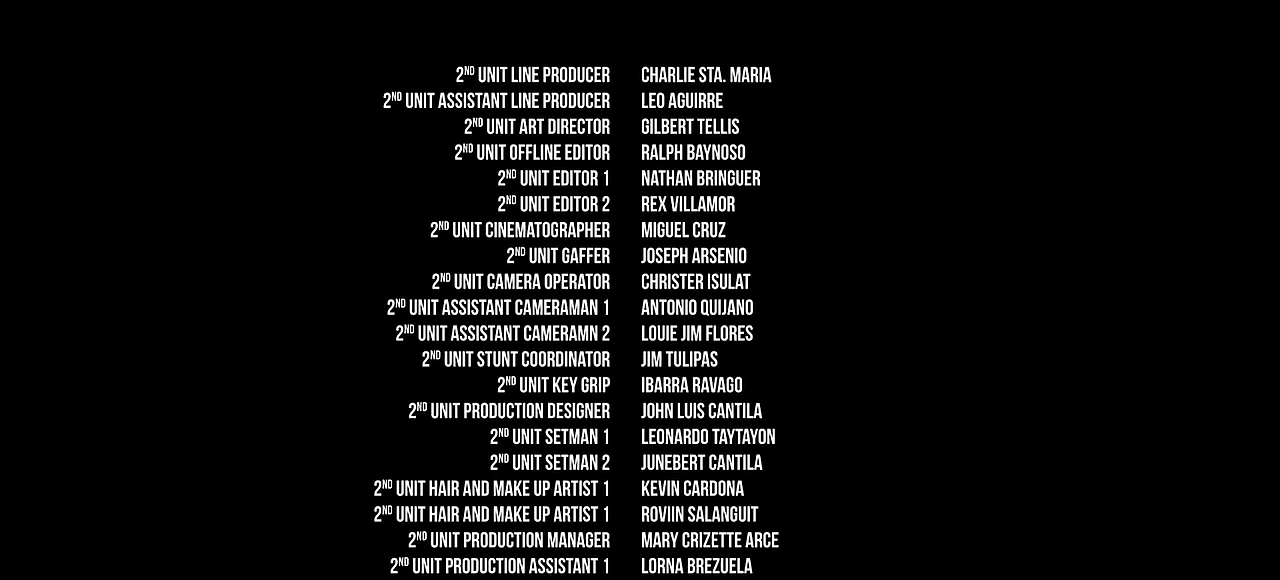 2ND UNIT LINE PRODUCER CHARLIE STA. MARIA
2ND UNIT ASSISTANT LINE PRODUCER LEO AGUIRRE
2ND UNIT ART DIRECTOR GILBERT TELLIS
2ND UNIT OFFLINE EDITOR RALPH BAYNOSO
2ND UNIT EDITOR 1 NATHAN BRINGUER
2ND UNIT EDITOR 2 REX VILLAMOR
2ND UNIT CINEMATOGRAPHER MIGUEL CRUZ
2ND UNIT GAFFER JOSEPH ARSENIO
2ND UNIT CAMERA OPERATOR CHRISTER ISULAT
2ND UNIT ASSISTANT CAMERAMAN 1 ANTONIO QUIJANO
2ND UNIT ASSISTANT CAMERAMN 2 LOUIE JIM FLORES
2ND UNIT STUNT COORDINATOR JIM TULIPAS
2ND UNIT KEY GRIP IBARRA RAVAGO
2ND UNIT PRODUCTION DESIGNER JOHN LUIS CANTILA
2ND UNIT SETMAN 1 LEONARDO TAYTAYON
2ND UNIT SETMAN 2 JUNEBERT CANTILA
2ND UNIT HAIR AND MAKE UP ARTIST 1 KEVIN CARDONA
2ND UNIT HAIR AND MAKE UP ARTIST 1 ROVIIN SALANGUIT
2ND UNIT PRODUCTION MANAGER MARY CRIZETTE ARCE
2ND UNIT PRODUCTION ASSISTANT 1 LORNA BREZUELA